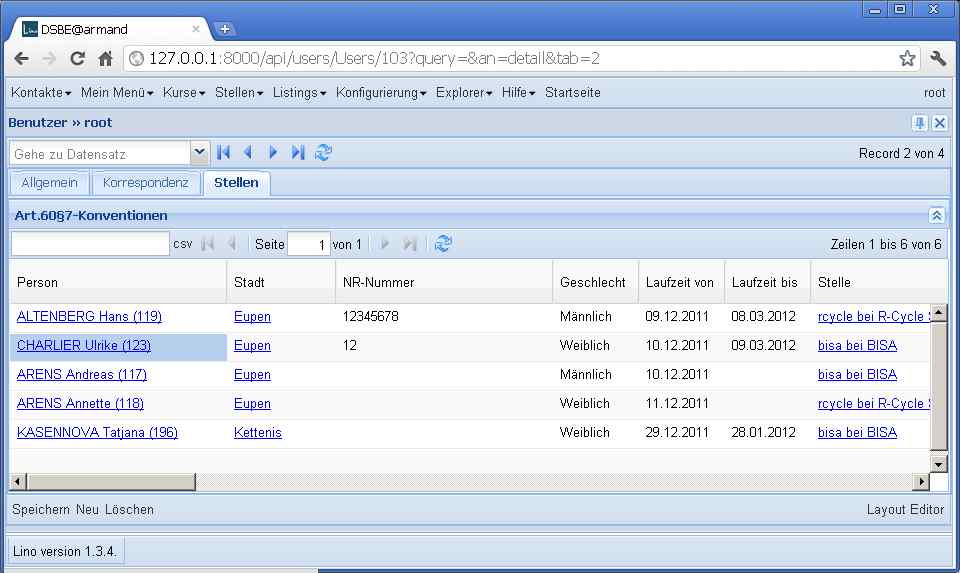 Lino DSBE@armand
127.0.0.1:8000/api/users/Users/103?query=&an=detail&tab=2
Kontakte Mein Menü Kurse Stellen Listings Konfigurierung Explorer Hilfe Startseite root
Benutzer » root
Gehe zu Datensatz Record 2 von 4
Allgemein Korrespondenz Stellen
Art.60§7-Konventionen
csv Seite 1 von 1 Zeilen 1 bis 6 von 6
Person Stadt NR-Nummer Geschlecht Laufzeit von Laufzeit bis Stelle
ALTENBERG Hans (119) Eupen 12345678 Männlich 09.12.2011 08.03.2012 rcycle bei R-Cycle
CHARLIER Ulrike (123) Eupen 12 Weiblich 10.12.2011 09.03.2012 bisa bei BISA
ARENS Andreas (117) Eupen Männlich 10.12.2011 bisa bei BISA
ARENS Annette (118) Eupen Weiblich 11.12.2011 rcycle bei R-Cycle
KASENNOVA Tatjana (196) Kettenis Weiblich 29.12.2011 28.01.2012 bisa bei BISA
Speichern Neu Löschen Layout Editor
Lino version 1.3.4.